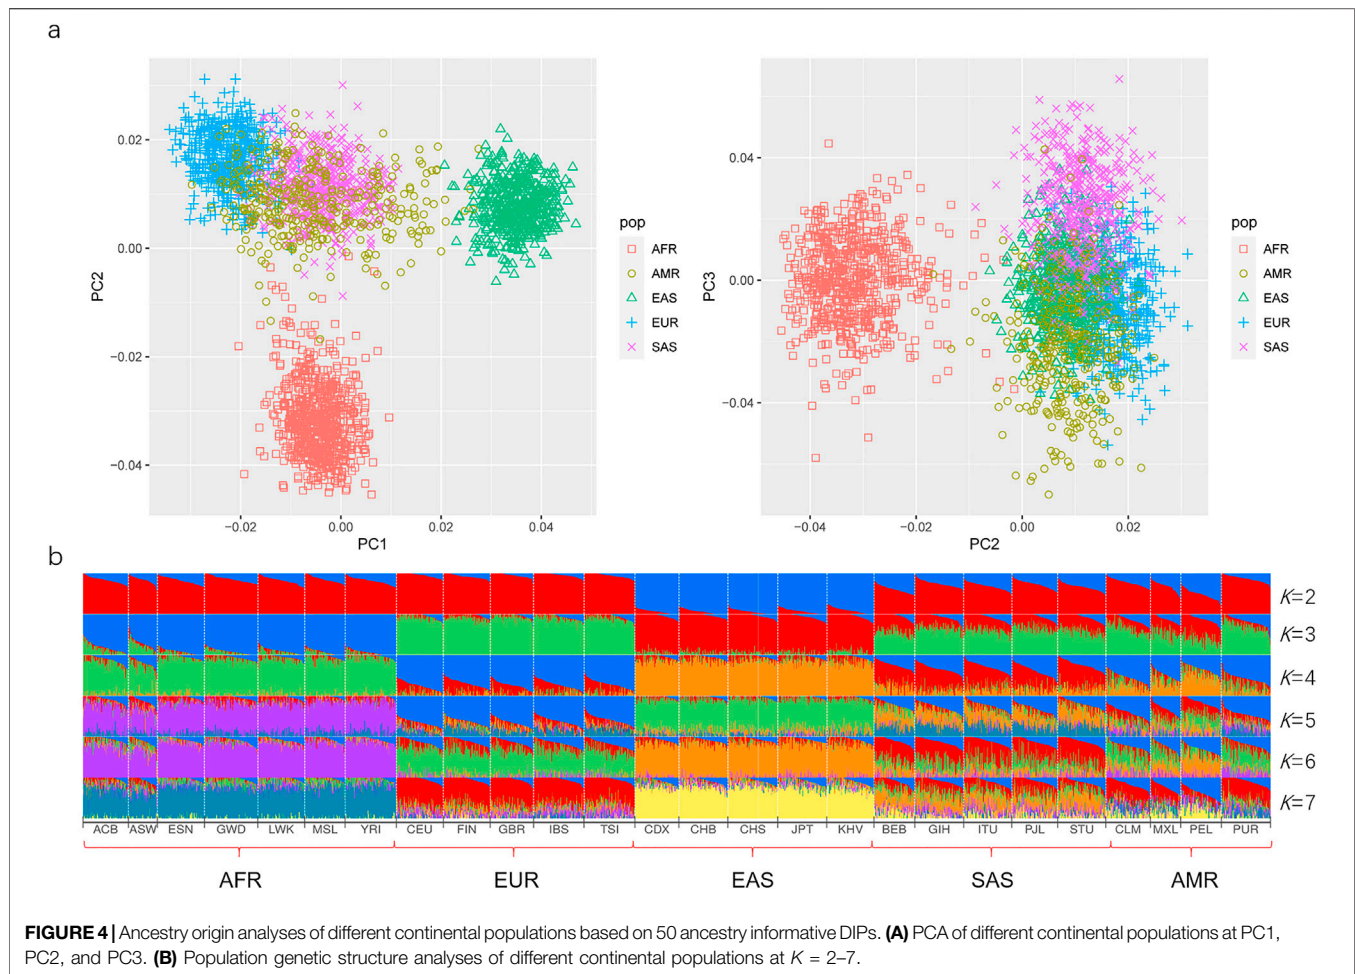 a
0.02
0.00
−0.02
−0.04
PC2
−0.02
0.00
0.02
0.04
PC1
pop
AFR
AMR
EAS
EUR
SAS
0.04
0.00
−0.04
PC3
−0.04
−0.02
0.00
0.02
PC2
pop
AFR
AMR
EAS
EUR
SAS
b
K=2
K=3
K=4
K=5
K=6
K=7
ACB ASW ESN GWD LWK MSL YRI CEU FIN GBR IBS TSI CDX CHB CHS JPT KHV BEB GIH ITU PJL STU CLM MXL PEL PUR
AFR EUR EAS SAS AMR
FIGURE 4 | Ancestry origin analyses of different continental populations based on 50 ancestry informative DIPs. (A) PCA of different continental populations at PC1,
PC2, and PC3. (B) Population genetic structure analyses of different continental populations at K = 2–7.